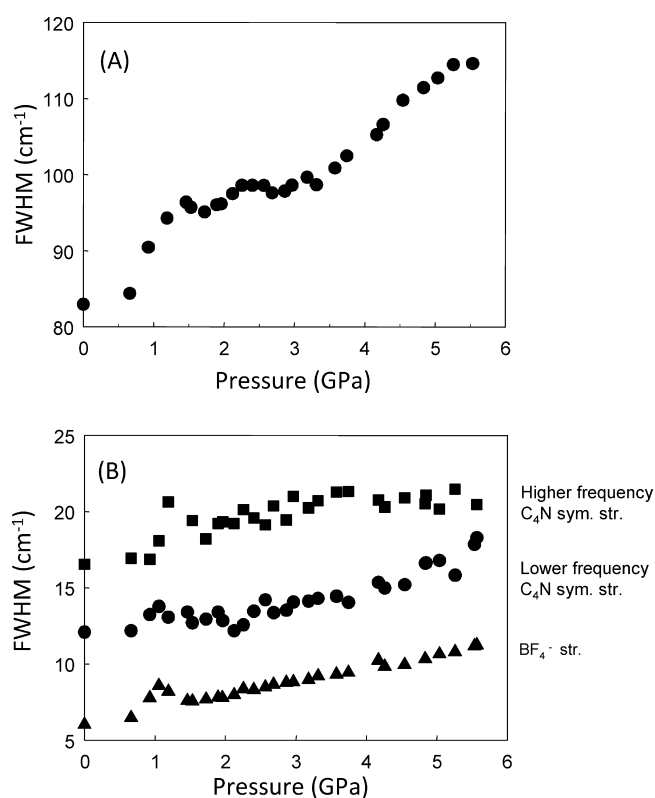 120
(A)
110
100
90
80
FWHM (cm-1)
0 1 2 3 4 5 6
Pressure (GPa)
25
(B)
20
15
10
5
FWHM (cm-1)
Higher frequency
C4N sym. str.
Lower frequency
C4N sym. str.
BF4- str.
0 1 2 3 4 5 6
Pressure (GPa)